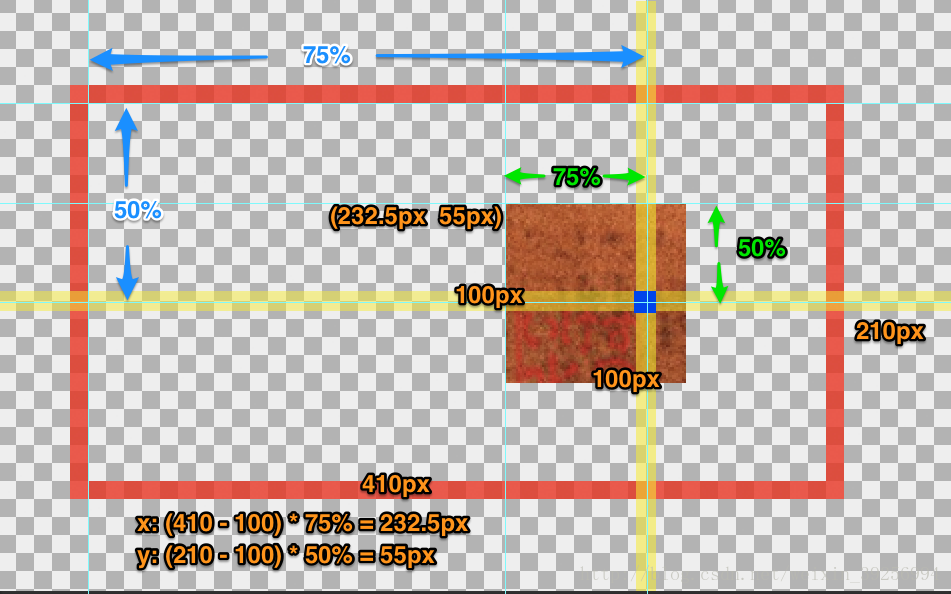 75%
75%
50%
(232.5px 55px)
50%
100px
210px
100px
410px
x: (410 - 100) * 75% = 232.5px
y: (210 - 100) * 50% = 55px